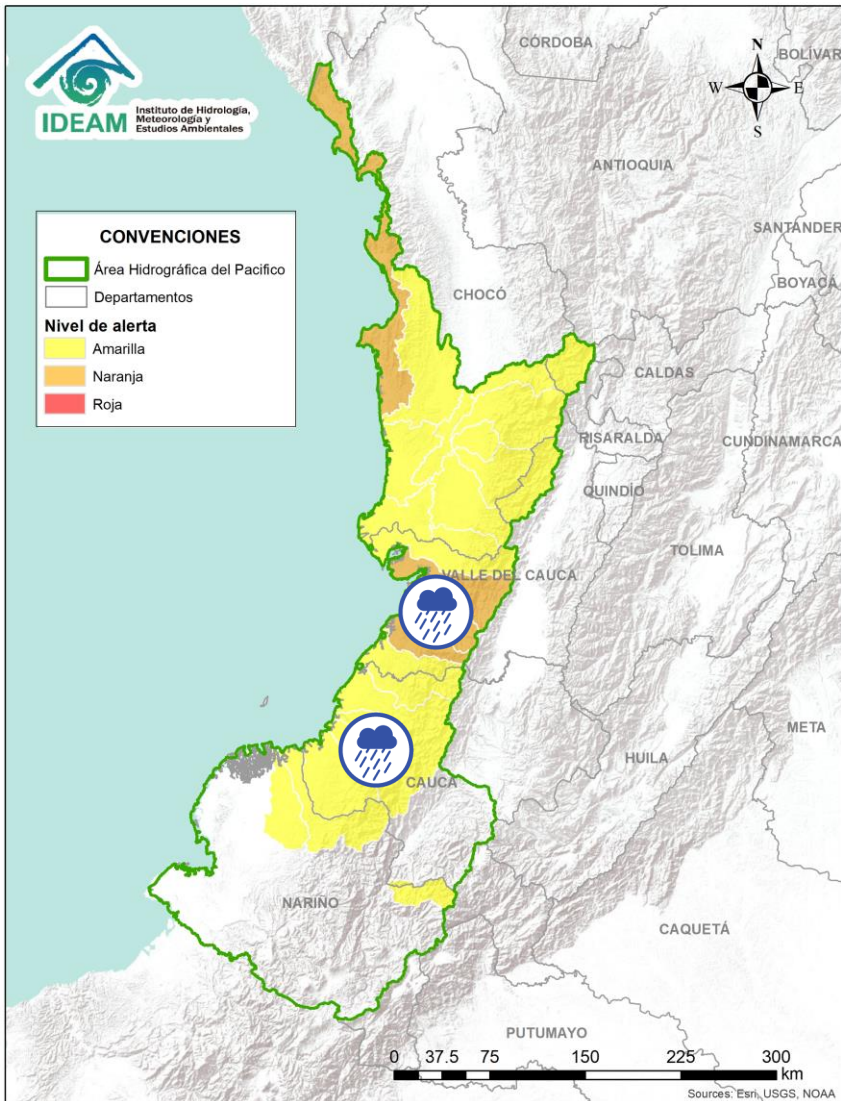 IDEAM
Instituto de Hidrología,
Meteorología y
Estudios Ambientales
CÓRDOBA
BOLÍVAR
N
W
E
S
ANTIOQUIA
SANTANDER
BOYACÁ
CONVENCIONES
Área Hidrográfica del Pacifico
Departamentos
Nivel de alerta
Amarilla
Naranja
Roja
CHOCÓ
CALDAS
RISARALDA
CUNDINAMARCA
QUINDÍO
TOLIMA
VALLE DEL CAUCA
META
HUILA
CAUCA
NARIÑO
CAQUETÁ
PUTUMAYO
0 37.5 75 150 225 300
km
Sources: Esri, USGS, NOAA